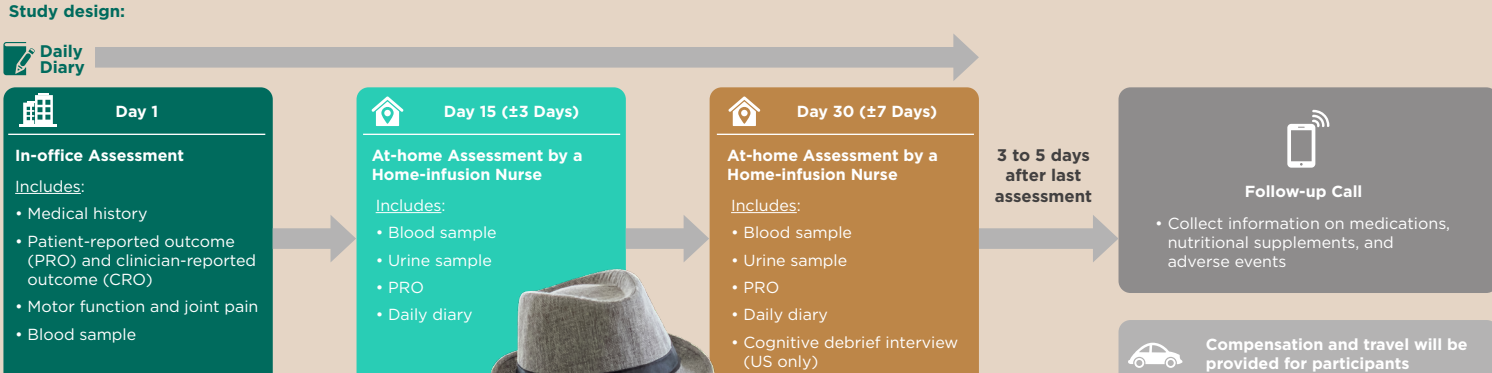 Study design:
Daily
Diary
Day 1
In-office Assessment
Includes:
• Medical history
• Patient-reported outcome
(PRO) and clinician-reported
outcome (CRO)
• Motor function and joint pain
• Blood sample
Day 15 (±3 Days)
At-home Assessment by a
Home-infusion Nurse
Includes:
• Blood sample
• Urine sample
• PRO
• Daily diary
Day 30 (±7 Days)
At-home Assessment by a
Home-infusion Nurse
Includes:
• Blood sample
• Urine sample
• PRO
• Daily diary
• Cognitive debrief interview
(US only)
3 to 5 days
after last
assessment
Follow-up Call
• Collect information on medications,
nutritional supplements, and
adverse events
Compensation and travel will be
provided for participants